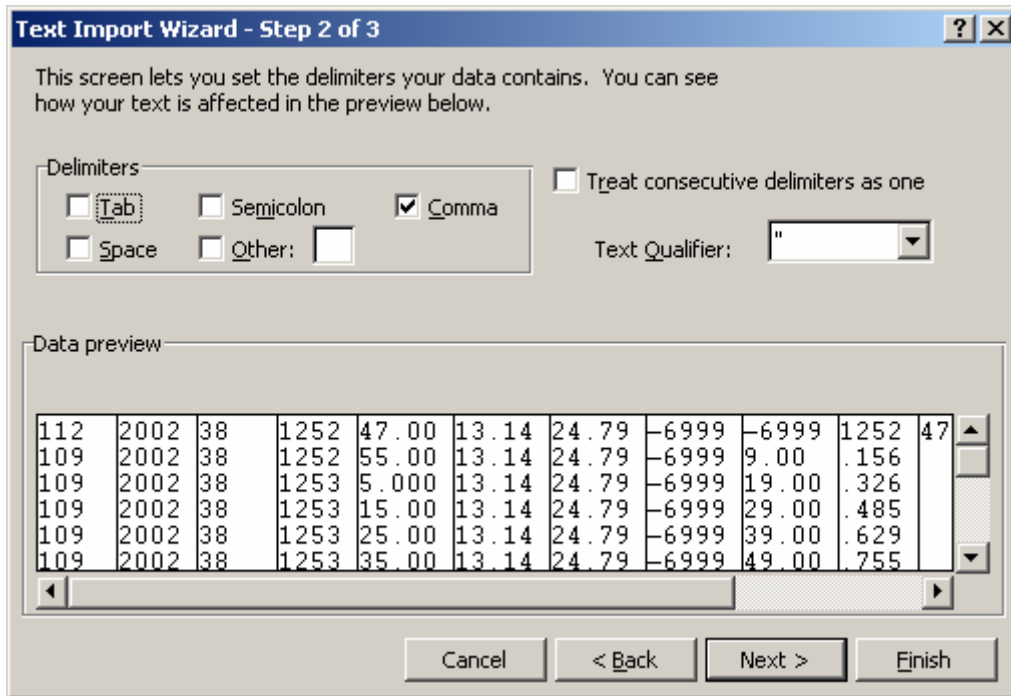 Text Import Wizard - Step 2 of 3
This screen lets you set the delimiters your data contains.  You can see
how your text is affected in the preview below.
Delimiters
Treat consecutive delimiters as one
Tab Semicolon Comma
Space Other: Text Qualifier: "
Data preview
112 2002 38 1252 47.00 13.14 24.79 -6999 -6999 1252 47
109 2002 38 1252 55.00 13.14 24.79 -6999 9.00 .156
109 2002 38 1253 5.000 13.14 24.79 -6999 19.00 .326
109 2002 38 1253 15.00 13.14 24.79 -6999 29.00 .485
109 2002 38 1253 25.00 13.14 24.79 -6999 39.00 .629
109 2002 38 1253 35.00 13.14 24.79 -6999 49.00 .755
Cancel < Back Next > Finish